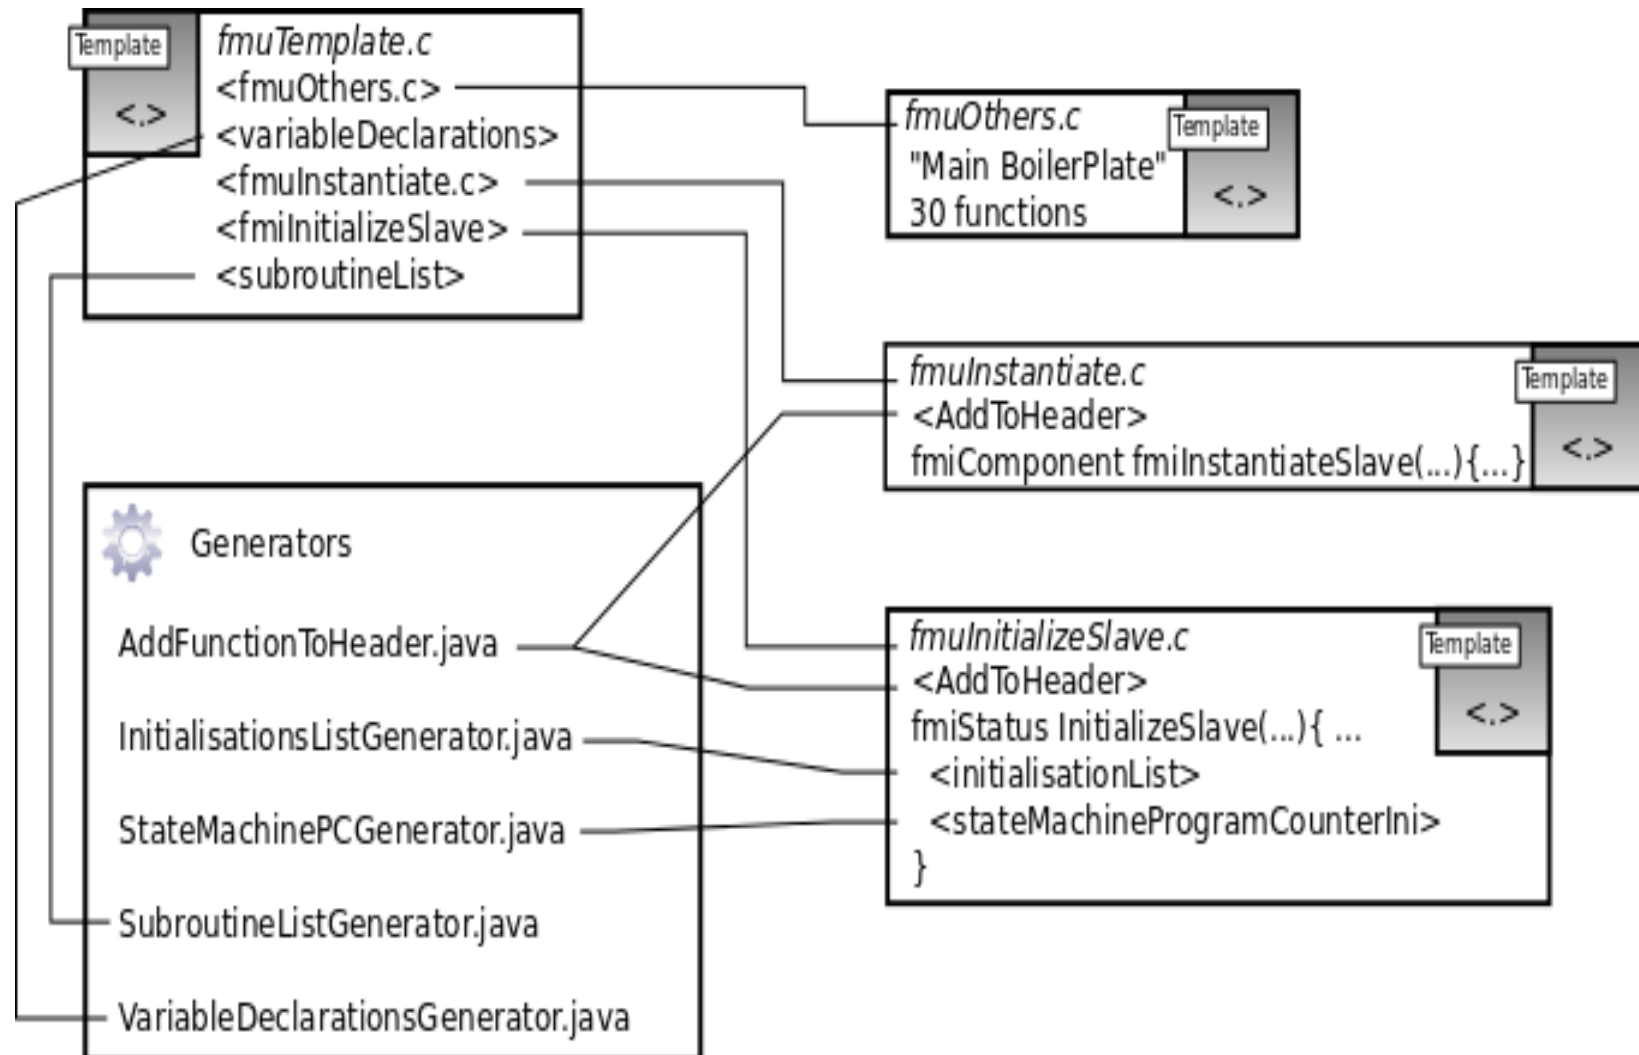 Template
<.>
fmuTemplate.c
<fmuOthers.c>
<variableDeclarations>
<fmuInstantiate.c>
<fmiInitializeSlave>
<subroutineList>
fmuOthers.c
"Main BoilerPlate"
30 functions
Template
<.>
fmuInstantiate.c
<AddToHeader>
fmiComponent fmiInstantiateSlave(...){...}
Template
<.>
Generators
AddFunctionToHeader.java
InitialisationsListGenerator.java
StateMachinePCGenerator.java
SubroutineListGenerator.java
VariableDeclarationsGenerator.java
fmuInitializeSlave.c
<AddToHeader>
fmiStatus InitializeSlave(...){ ...
<initialisationList>
<stateMachineProgramCounterIni>
}
Template
<.>